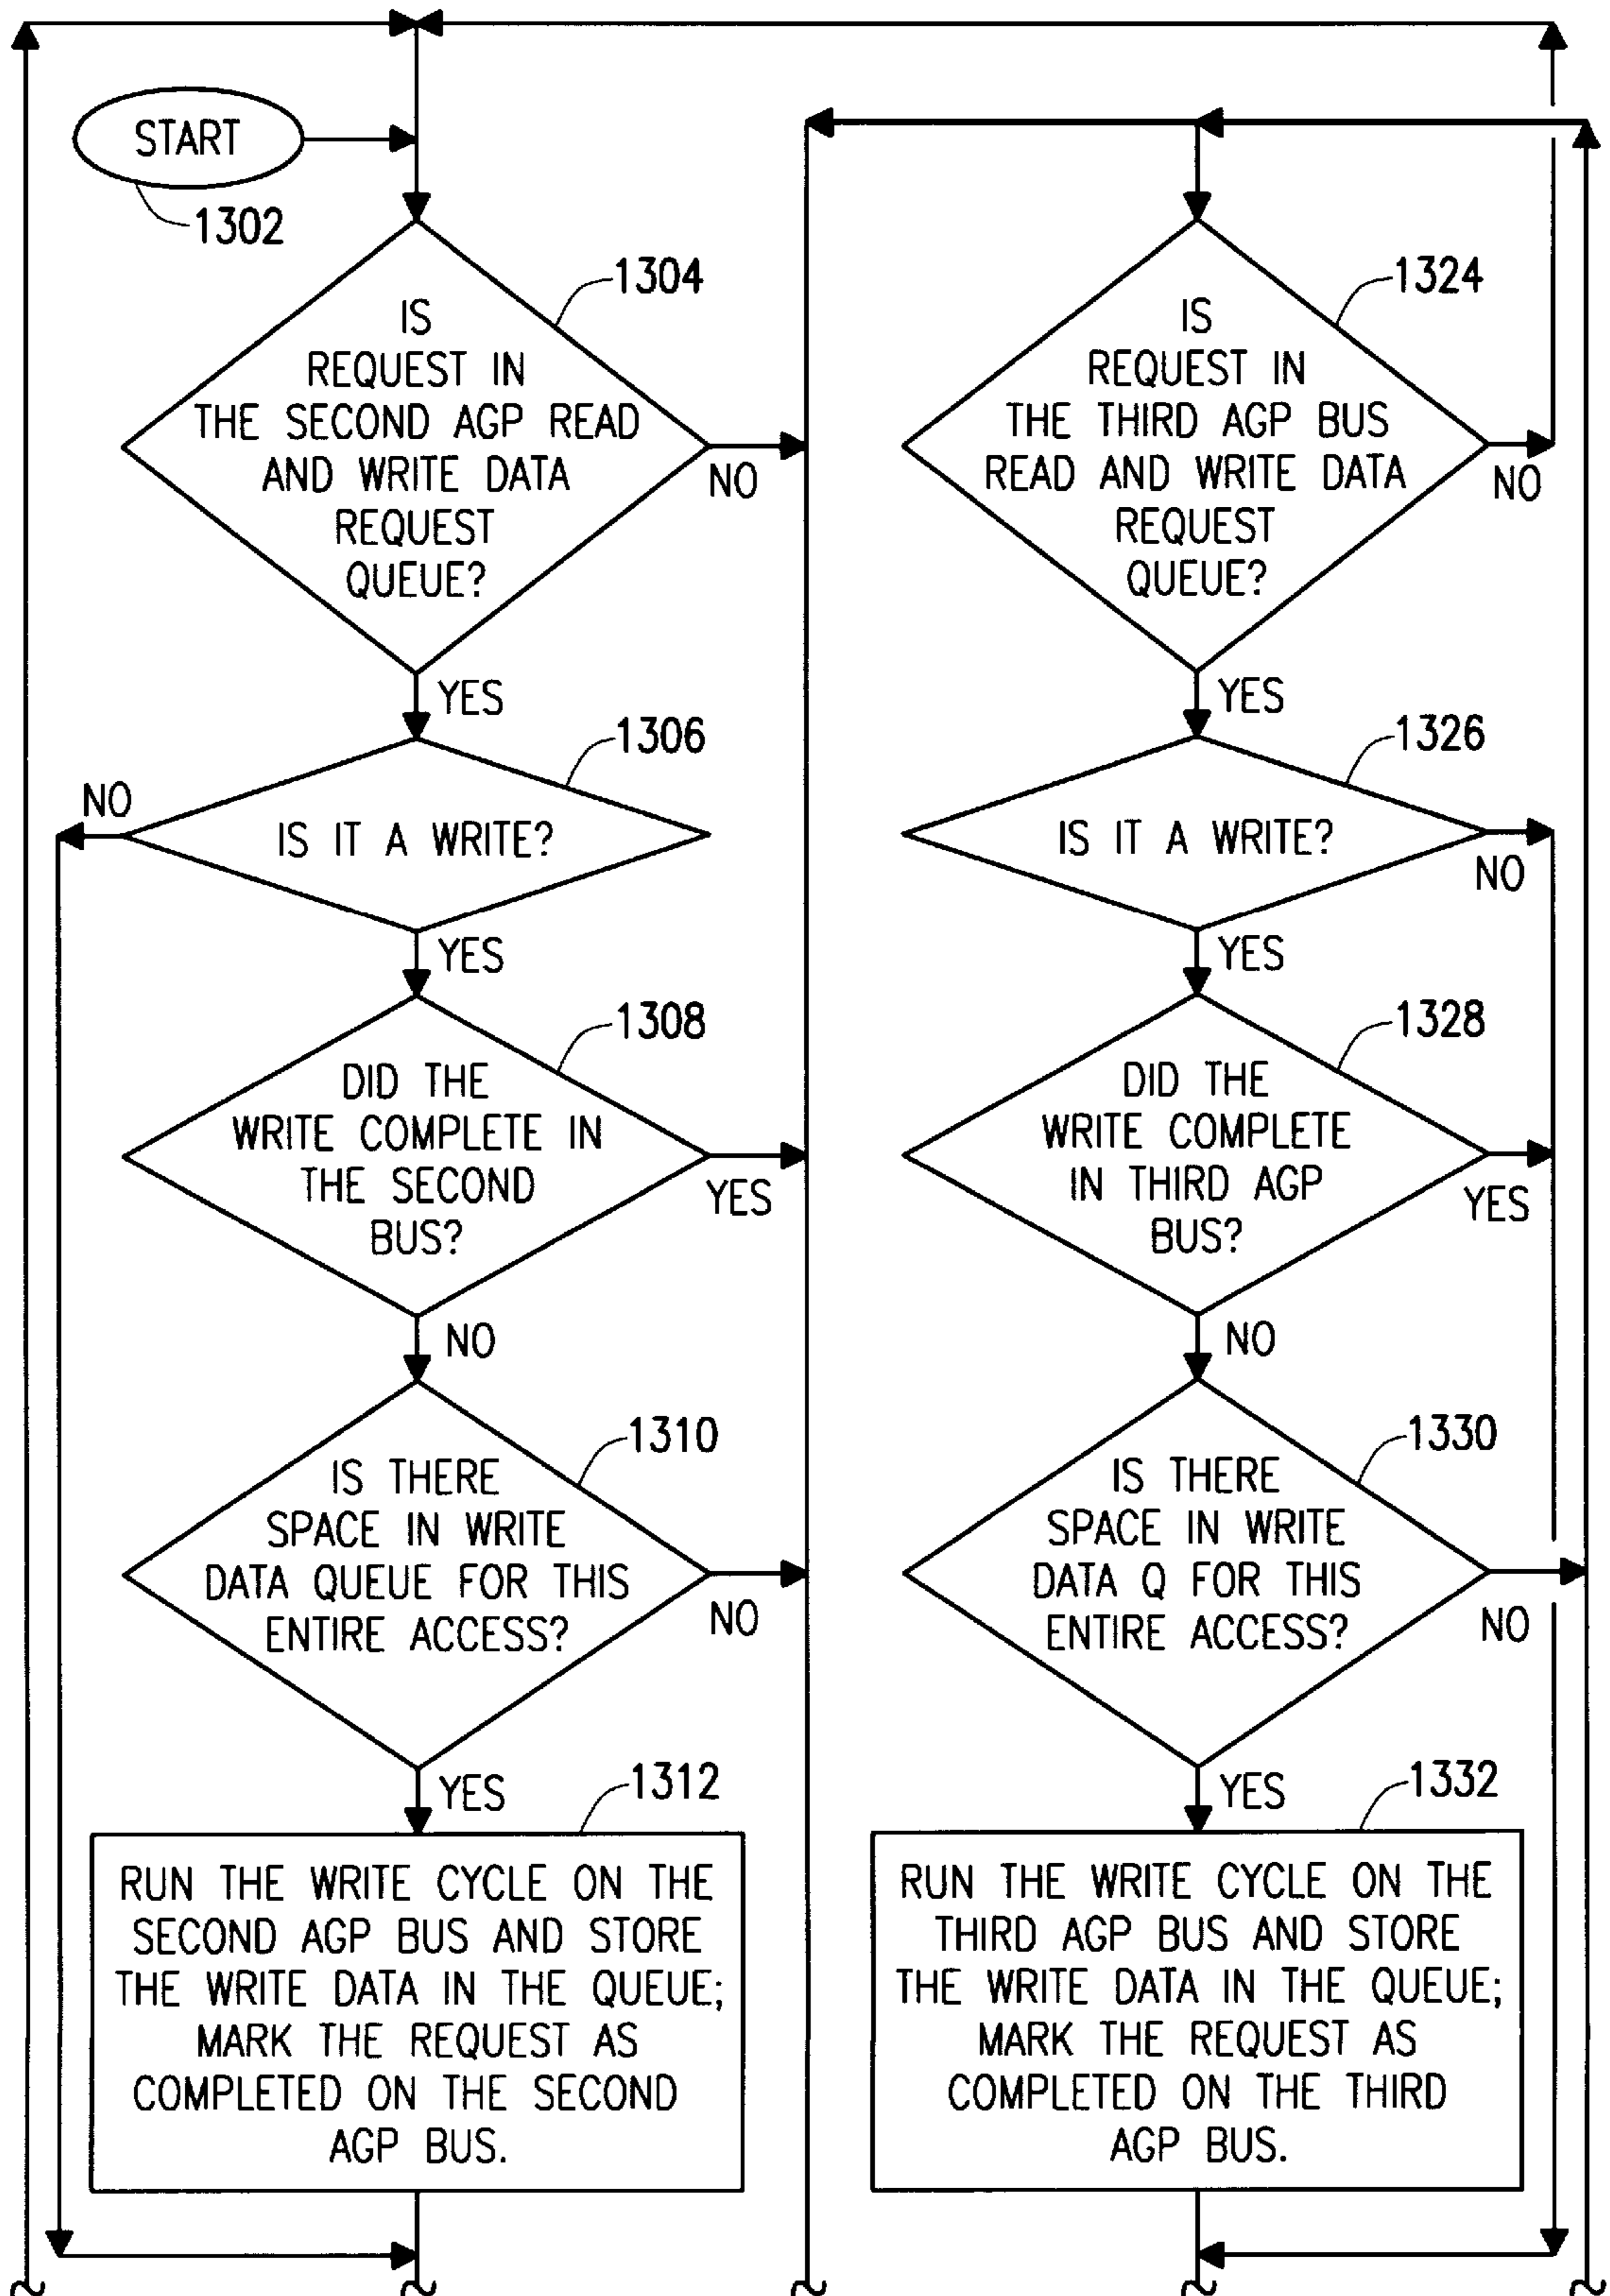 START
1302
1304
IS
REQUEST IN
THE SECOND AGP READ
AND WRITE DATA
REQUEST
QUEUE?
NO
YES
1306
NO
IS IT A WRITE?
YES
1308
DID THE
WRITE COMPLETE IN
THE SECOND
BUS?
YES
NO
1310
IS THERE
SPACE IN WRITE
DATA QUEUE FOR THIS
ENTIRE ACCESS?
NO
YES
1312
RUN THE WRITE CYCLE ON THE
SECOND AGP BUS AND STORE
THE WRITE DATA IN THE QUEUE;
MARK THE REQUEST AS
COMPLETED ON THE SECOND
AGP BUS.
1324
IS
REQUEST IN
THE THIRD AGP BUS
READ AND WRITE DATA
REQUEST
QUEUE?
NO
YES
1326
IS IT A WRITE?
NO
YES
1328
DID THE
WRITE COMPLETE
IN THIRD AGP
BUS?
YES
NO
1330
IS THERE
SPACE IN WRITE
DATA Q FOR THIS
ENTIRE ACCESS?
NO
YES
1332
RUN THE WRITE CYCLE ON THE
THIRD AGP BUS AND STORE
THE WRITE DATA IN THE QUEUE;
MARK THE REQUEST AS
COMPLETED ON THE THIRD
AGP BUS.